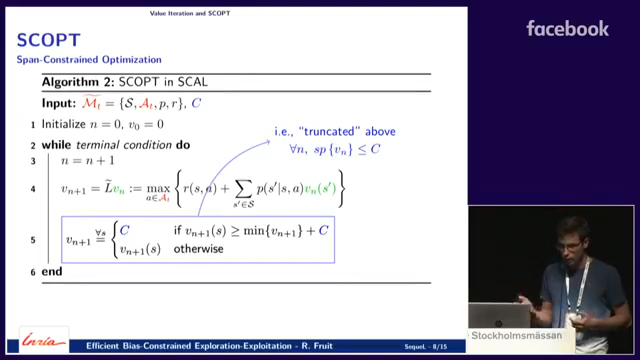 Value Iteration and SCOPT
SCOPT
Span-Constrained Optimization
Algorithm 2: SCOPT in SCAL
Input: M̃_t = {S, A_t, p, r}, C
1 Initialize n = 0, v_0 = 0
2 while terminal condition do
3 n = n + 1
4 v_{n+1} = L̃v_n := max_{a∈A_t} { r(s, a) + ∑_{s'∈S} p(s'|s, a)v_n(s') }
5 v_{n+1} ∀s= { C if v_{n+1}(s) ≥ min{v_{n+1}} + C
v_{n+1}(s) otherwise
6 end
i.e., "truncated" above
∀n, sp{v_n} ≤ C
Inria
Efficient Bias-Constrained Exploration-Exploitation - R. Fruit
SequeL - 8/15
facebook
Stockholmsmässan